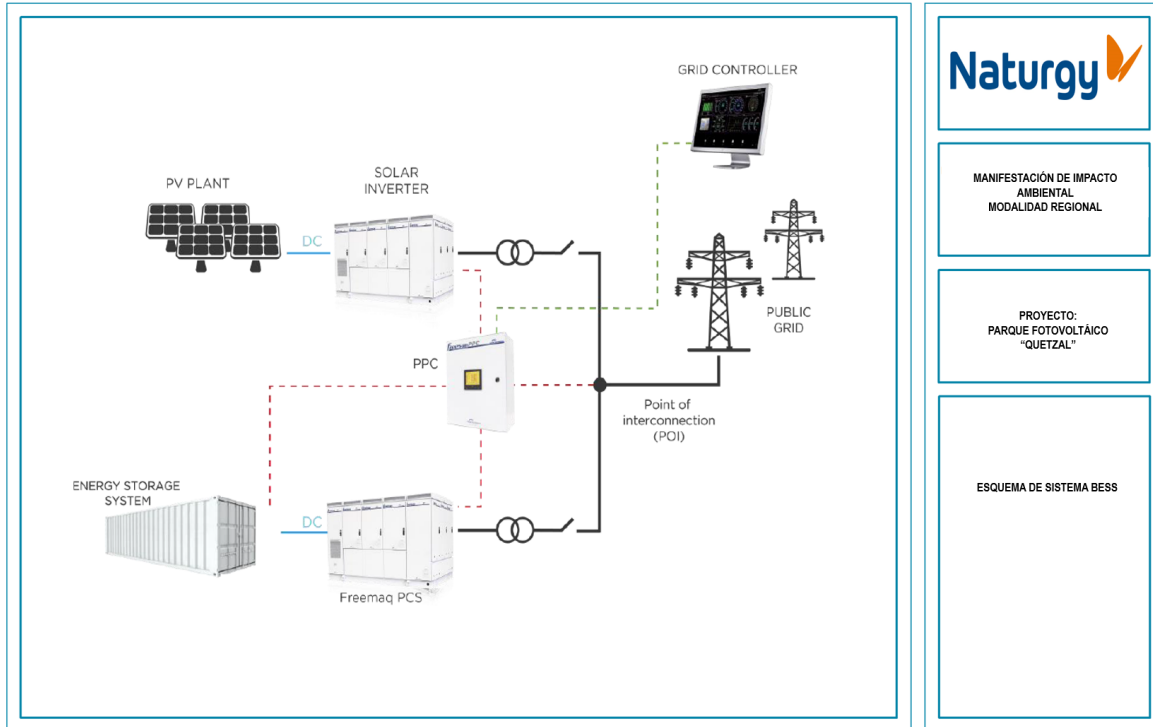 GRID CONTROLLER
SOLAR
INVERTER
PV PLANT
DC
PUBLIC
GRID
PPC
Point of
interconnection
(POI)
ENERGY STORAGE
SYSTEM
DC
Freemaq PCS
Naturgy
MANIFESTACIÓN DE IMPACTO
AMBIENTAL
MODALIDAD REGIONAL
PROYECTO:
PARQUE FOTOVOLTÁICO
“QUETZAL”
ESQUEMA DE SISTEMA BESS